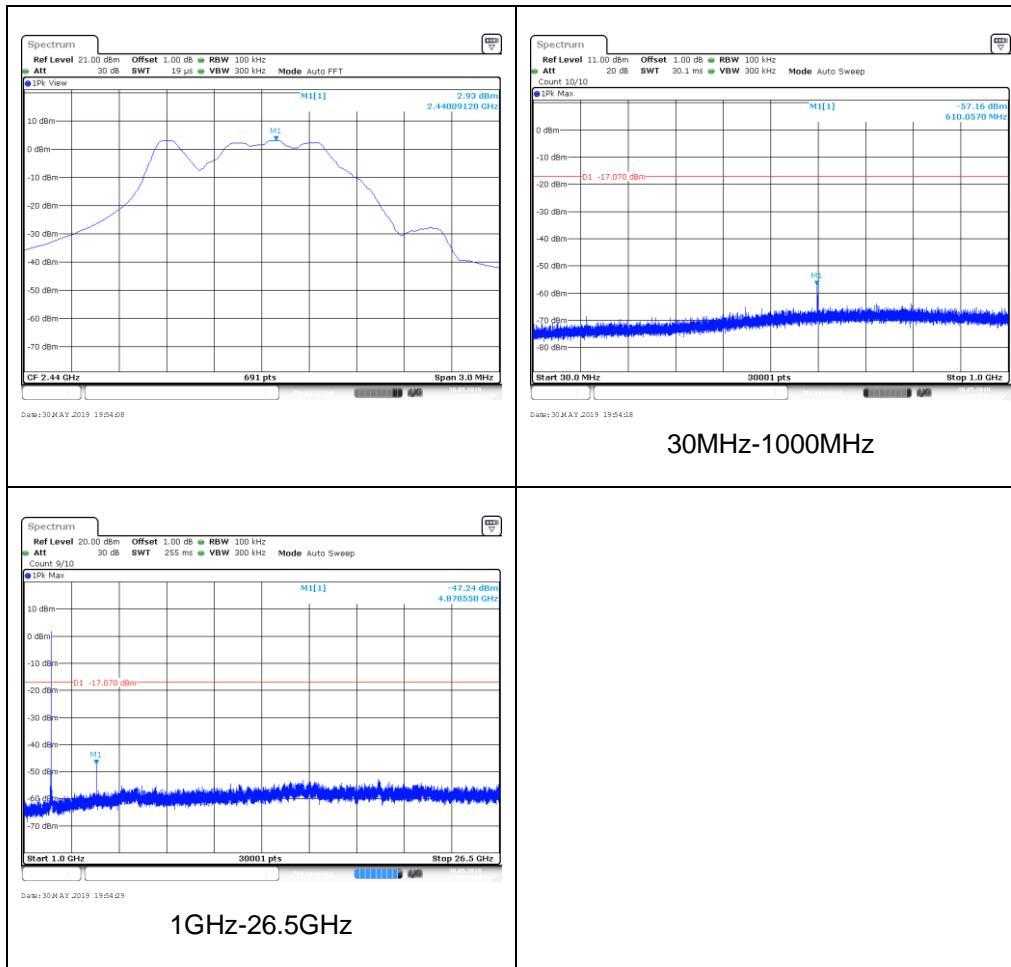 Spectrum
Ref Level 21.00 dBm Offset 1.00 dB RBW 100 kHz
Att 30 dB SWT 19 µs VBW 300 kHz Mode Auto FFT
1Pk View
M1[1] 2.93 dBm
2.44009120 GHz
M1
10 dBm
0 dBm
-10 dBm
-20 dBm
-30 dBm
-40 dBm
-50 dBm
-60 dBm
-70 dBm
CF 2.44 GHz 691 pts Span 3.0 MHz
Date: 30.MAY.2019 19:54:08
Spectrum
Ref Level 11.00 dBm Offset 1.00 dB RBW 100 kHz
Att 20 dB SWT 30.1 ms VBW 300 kHz Mode Auto Sweep
Count 10/10
1Pk Max
M1[1] -57.16 dBm
610.0570 MHz
0 dBm
-10 dBm
D1 -17.070 dBm
-20 dBm
-30 dBm
-40 dBm
-50 dBm
M1
-60 dBm
-70 dBm
-80 dBm
Start 30.0 MHz 30001 pts Stop 1.0 GHz
Date: 30.MAY.2019 19:54:18
30MHz-1000MHz
Spectrum
Ref Level 20.00 dBm Offset 1.00 dB RBW 100 kHz
Att 30 dB SWT 255 ms VBW 300 kHz Mode Auto Sweep
Count 9/10
1Pk Max
M1[1] -47.24 dBm
4.878550 GHz
10 dBm
0 dBm
-10 dBm
D1 -17.070 dBm
-20 dBm
-30 dBm
-40 dBm
M1
-50 dBm
-60 dBm
-70 dBm
Start 1.0 GHz 30001 pts Stop 26.5 GHz
Date: 30.MAY.2019 19:54:29
1GHz-26.5GHz